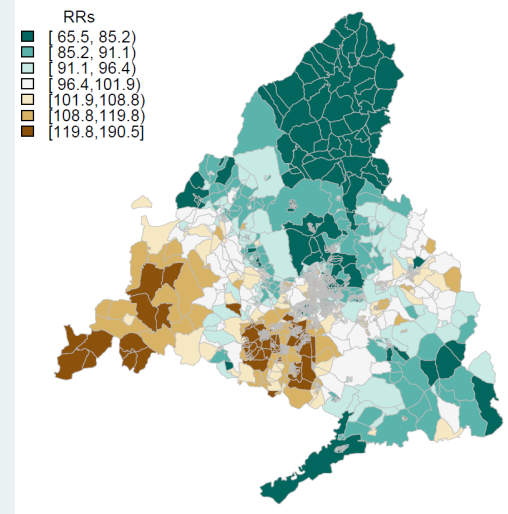 RRs
[ 65.5, 85.2)
[ 85.2, 91.1)
[ 91.1, 96.4)
[ 96.4,101.9)
[101.9,108.8)
[108.8,119.8)
[119.8,190.5]